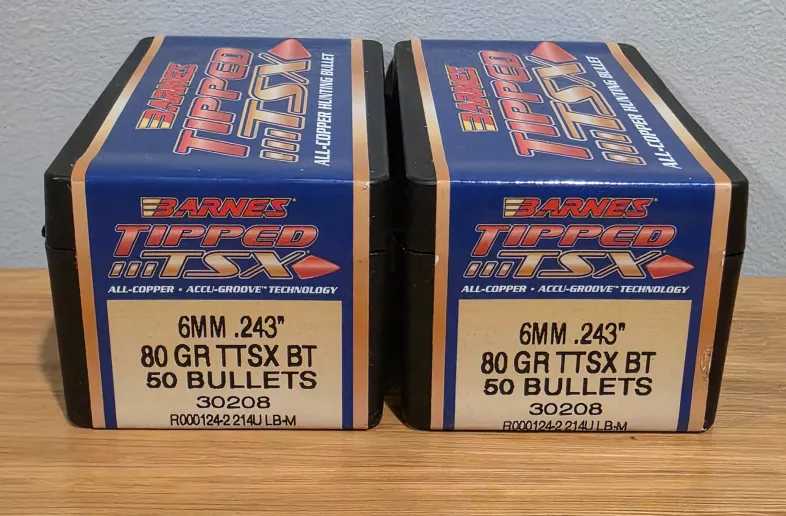 BARNES
TIPPED
TSX
ALL-COPPER HUNTING BULLET
BARNES
TIPPED
TSX
ALL-COPPER • ACCU-GROOVE™ TECHNOLOGY
6MM .243"
80 GR TTSX BT
50 BULLETS
30208
R000124-2 214U LB-M
BARNES
TIPPED
TSX
ALL-COPPER HUNTING BULLET
BARNES
TIPPED
TSX
ALL-COPPER • ACCU-GROOVE™ TECHNOLOGY
6MM .243"
80 GR TTSX BT
50 BULLETS
30208
R000124-2 214U LB-M